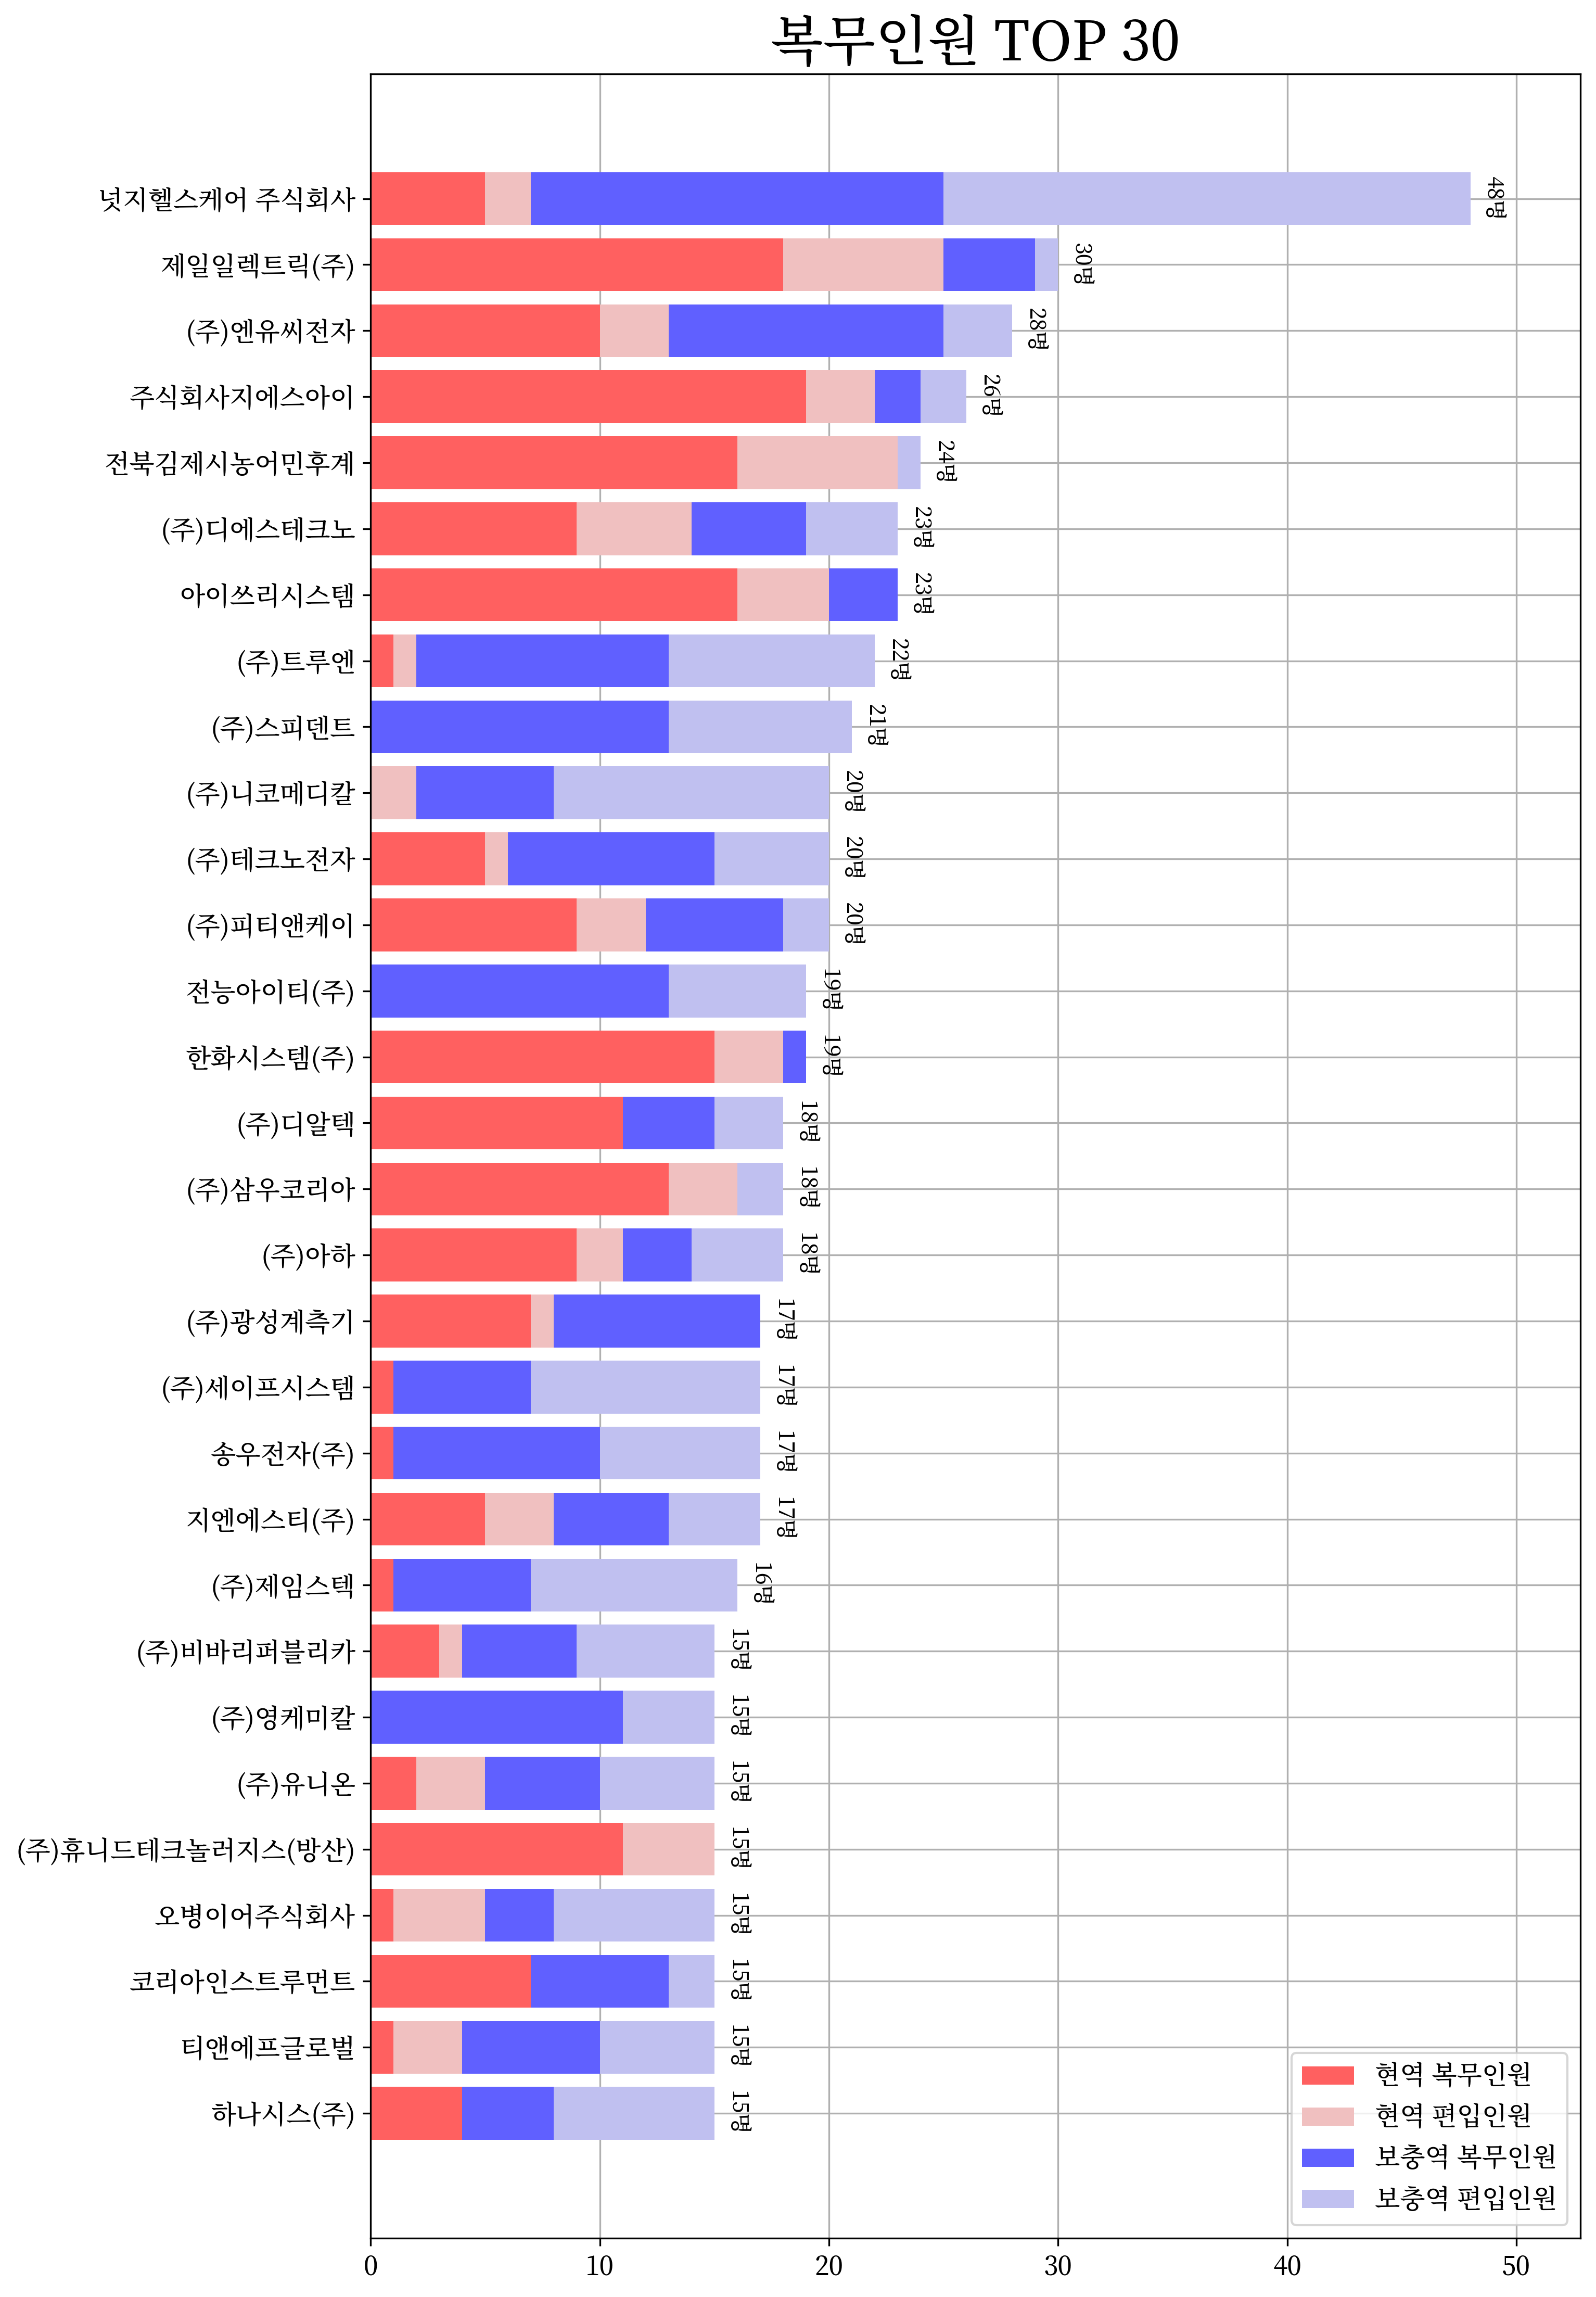 복무인원 TOP 30
넛지헬스케어 주식회사 48명
제일일렉트릭(주) 30명
(주)엔유씨전자 28명
주식회사지에스아이 26명
전북김제시농어민후계 24명
(주)디에스테크노 23명
아이쓰리시스템 23명
(주)트루엔 22명
(주)스피덴트 21명
(주)니코메디칼 20명
(주)테크노전자 20명
(주)피티앤케이 20명
전능아이티(주) 19명
한화시스템(주) 19명
(주)디알텍 18명
(주)삼우코리아 18명
(주)아하 18명
(주)광성계측기 17명
(주)세이프시스템 17명
송우전자(주) 17명
지엔에스티(주) 17명
(주)제임스텍 16명
(주)비바리퍼블리카 15명
(주)영케미칼 15명
(주)유니온 15명
(주)휴니드테크놀러지스(방산) 15명
오병이어주식회사 15명
코리아인스트루먼트 15명
티앤에프글로벌 15명
하나시스(주) 15명
현역 복무인원
현역 편입인원
보충역 복무인원
보충역 편입인원
0 10 20 30 40 50